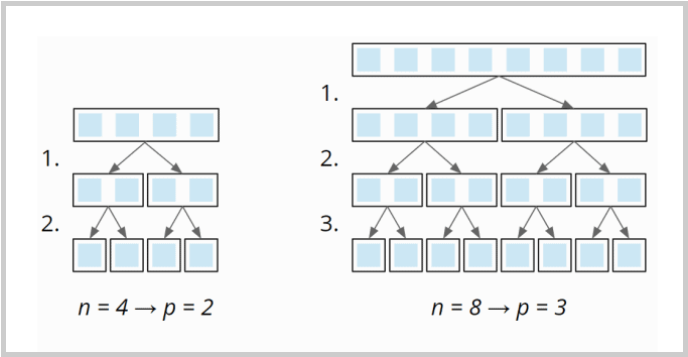 1.
2.
n = 4 → p = 2
1.
2.
3.
n = 8 → p = 3